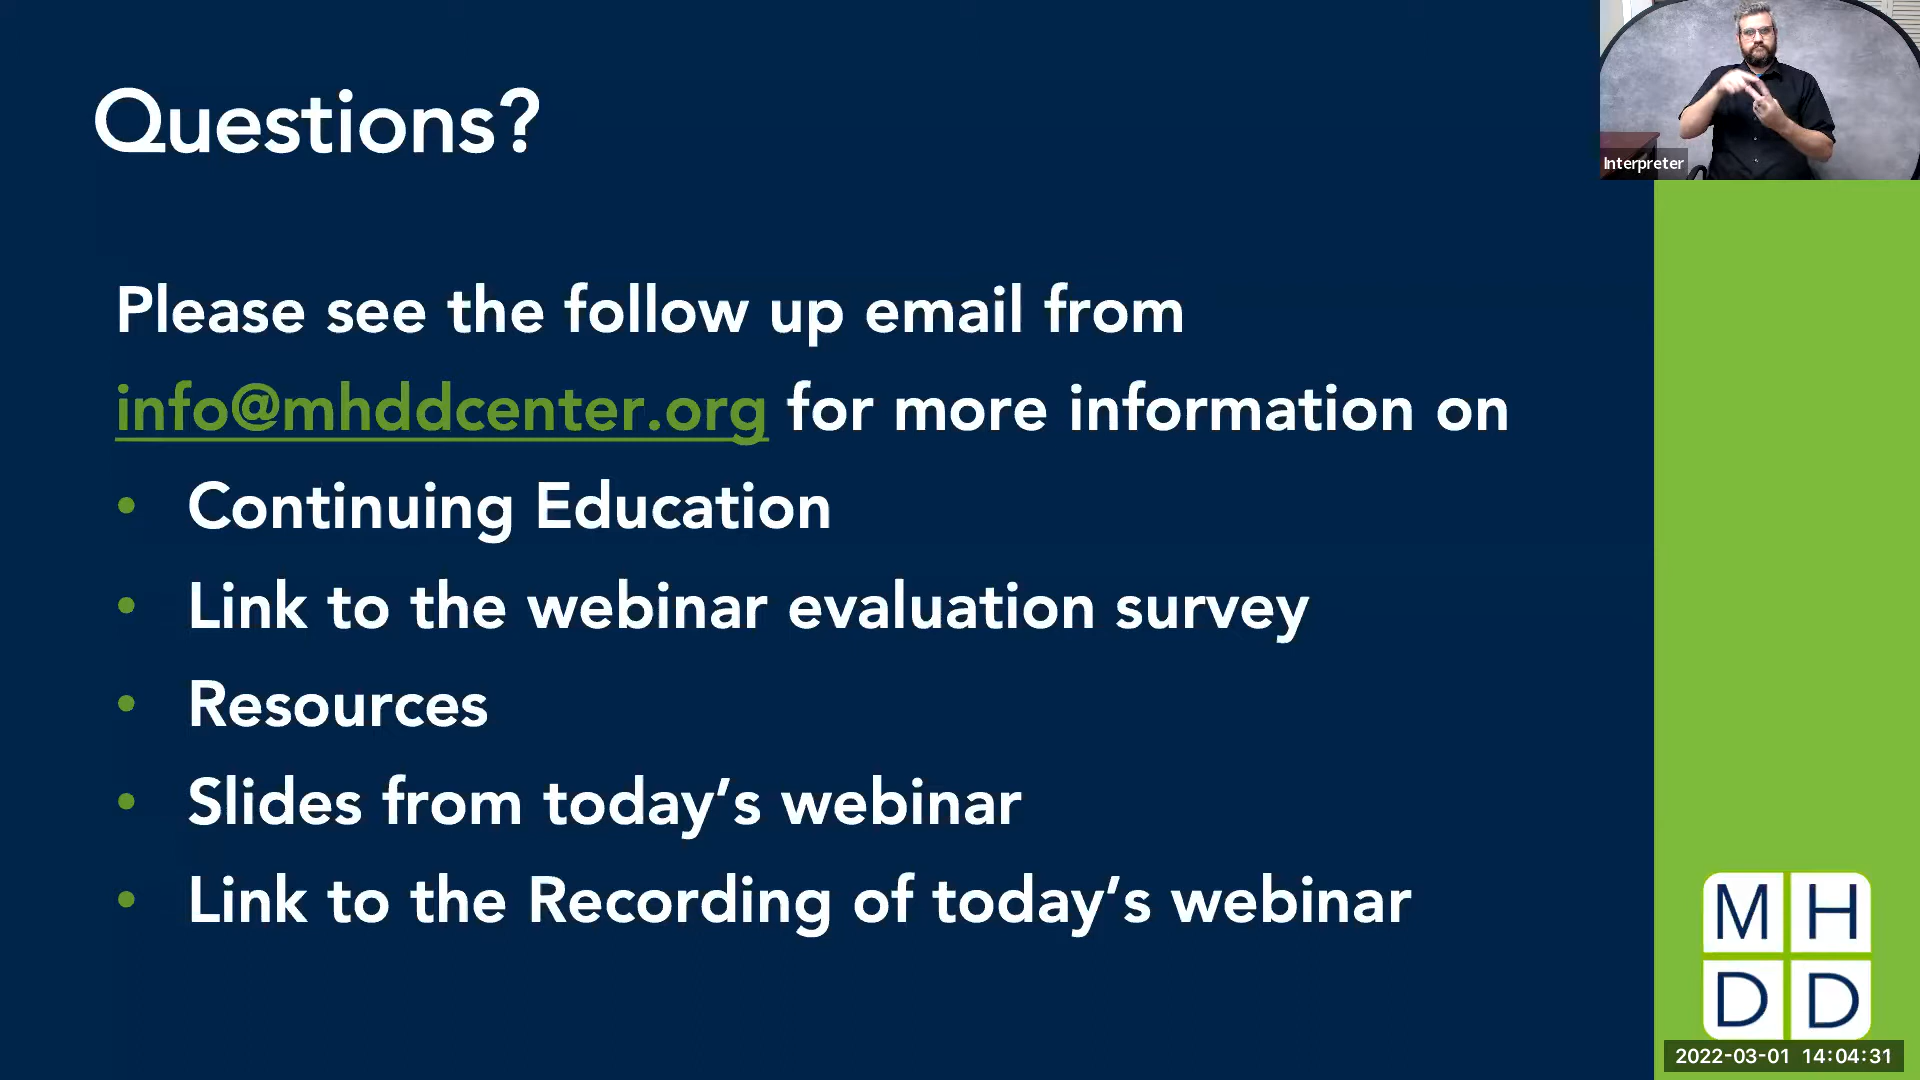 Questions?
Interpreter
Please see the follow up email from
info@mhddcenter.org for more information on
• Continuing Education
• Link to the webinar evaluation survey
• Resources
• Slides from today’s webinar
• Link to the Recording of today’s webinar
M H
D D
2022-03-01 14:04:31